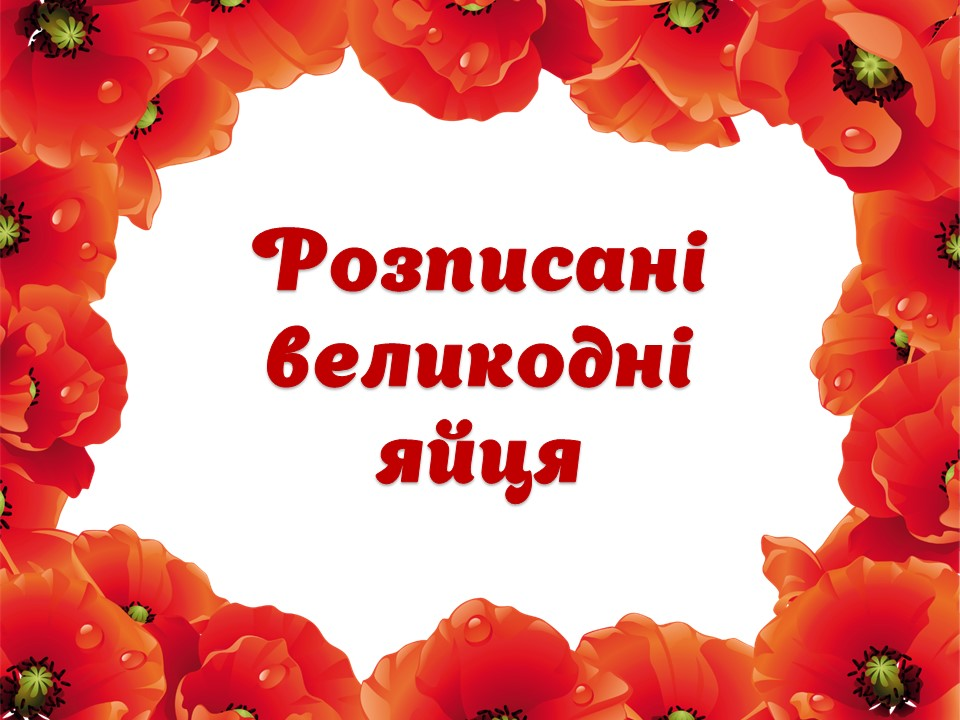 Розписані
великодні
яйця